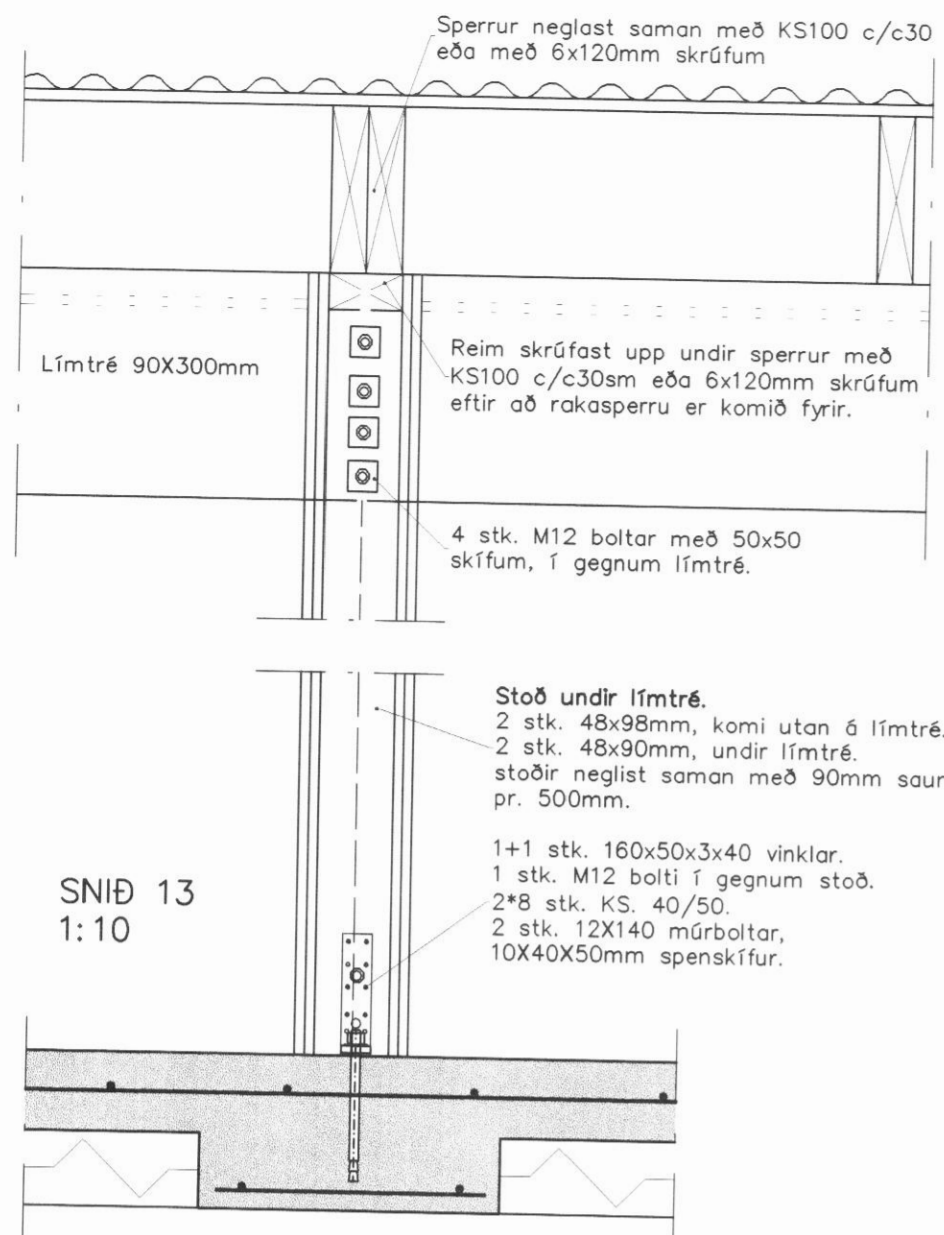 Sperrur neglast saman með KS100 c/c30
eða með 6x120mm skrúfum
Límtré 90X300mm
Reim skrúfast upp undir sperrur með
KS100 c/c30sm eða 6x120mm skrúfum
eftir að rakasperru er komið fyrir.
4 stk. M12 boltar með 50x50
skífum, í gegnum límtré.
Stoð undir límtré.
2 stk. 48x98mm, komi utan á límtré.
2 stk. 48x90mm, undir límtré.
stoðir neglist saman með 90mm saum
pr. 500mm.
1+1 stk. 160x50x3x40 vinklar.
1 stk. M12 bolti í gegnum stoð.
2*8 stk. KS. 40/50.
2 stk. 12X140 múrboltar,
10X40X50mm spenskífur.
SNIÐ 13
1:10